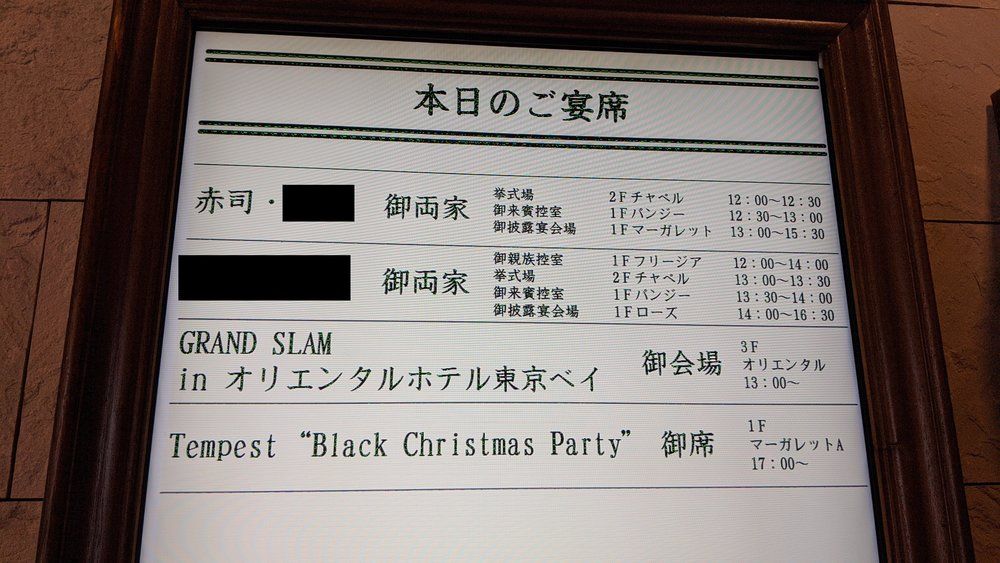 本日のご宴席
赤司・ 御両家
挙式場 2Fチャペル 12:00～12:30
御来賓控室 1Fパンジー 12:30～13:00
御披露宴会場 1Fマーガレット 13:00～15:30
御両家
御親族控室 1Fフリージア 12:00～14:00
挙式場 2Fチャペル 13:00～13:30
御来賓控室 1Fパンジー 13:30～14:00
御披露宴会場 1Fローズ 14:00～16:30
GRAND SLAM
in オリエンタルホテル東京ベイ
御会場
3F
オリエンタル
13:00～
Tempest “Black Christmas Party” 御席
1F
マーガレットA
17:00～